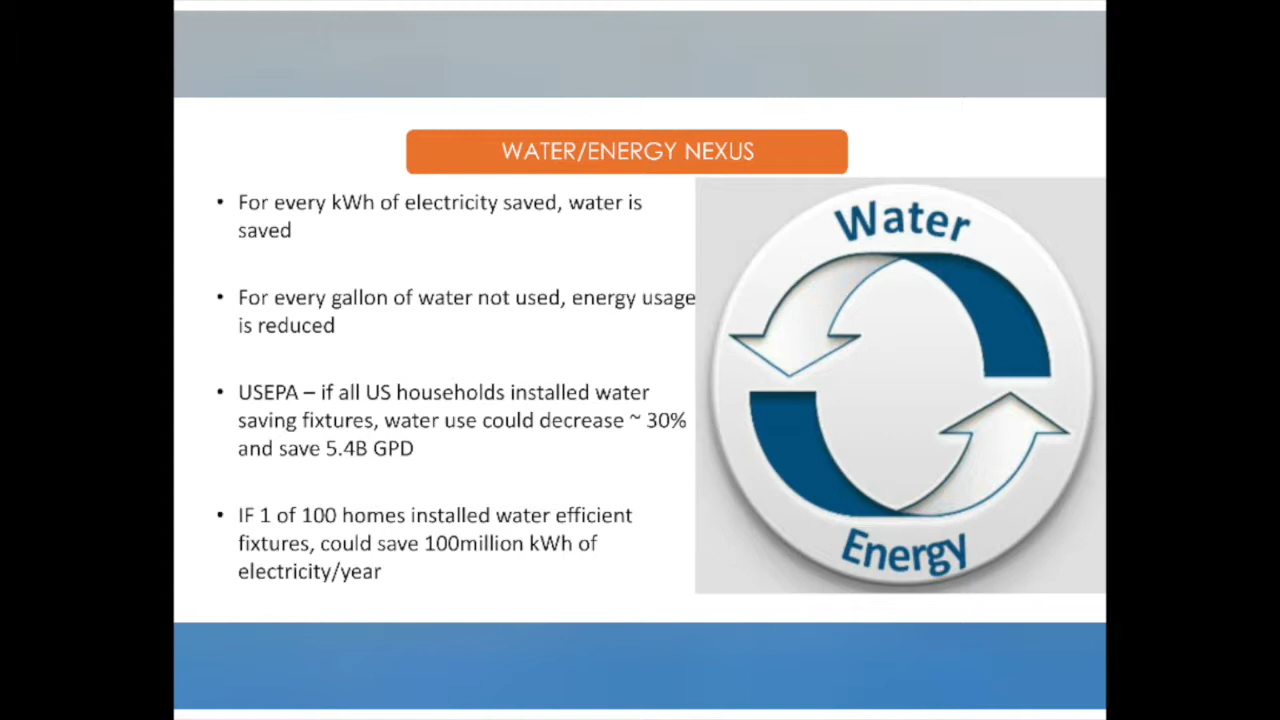 WATER/ENERGY NEXUS
• For every kWh of electricity saved, water is
saved
• For every gallon of water not used, energy usage
is reduced
• USEPA – if all US households installed water
saving fixtures, water use could decrease ~ 30%
and save 5.4B GPD
• IF 1 of 100 homes installed water efficient
fixtures, could save 100million kWh of
electricity/year
Water
Energy